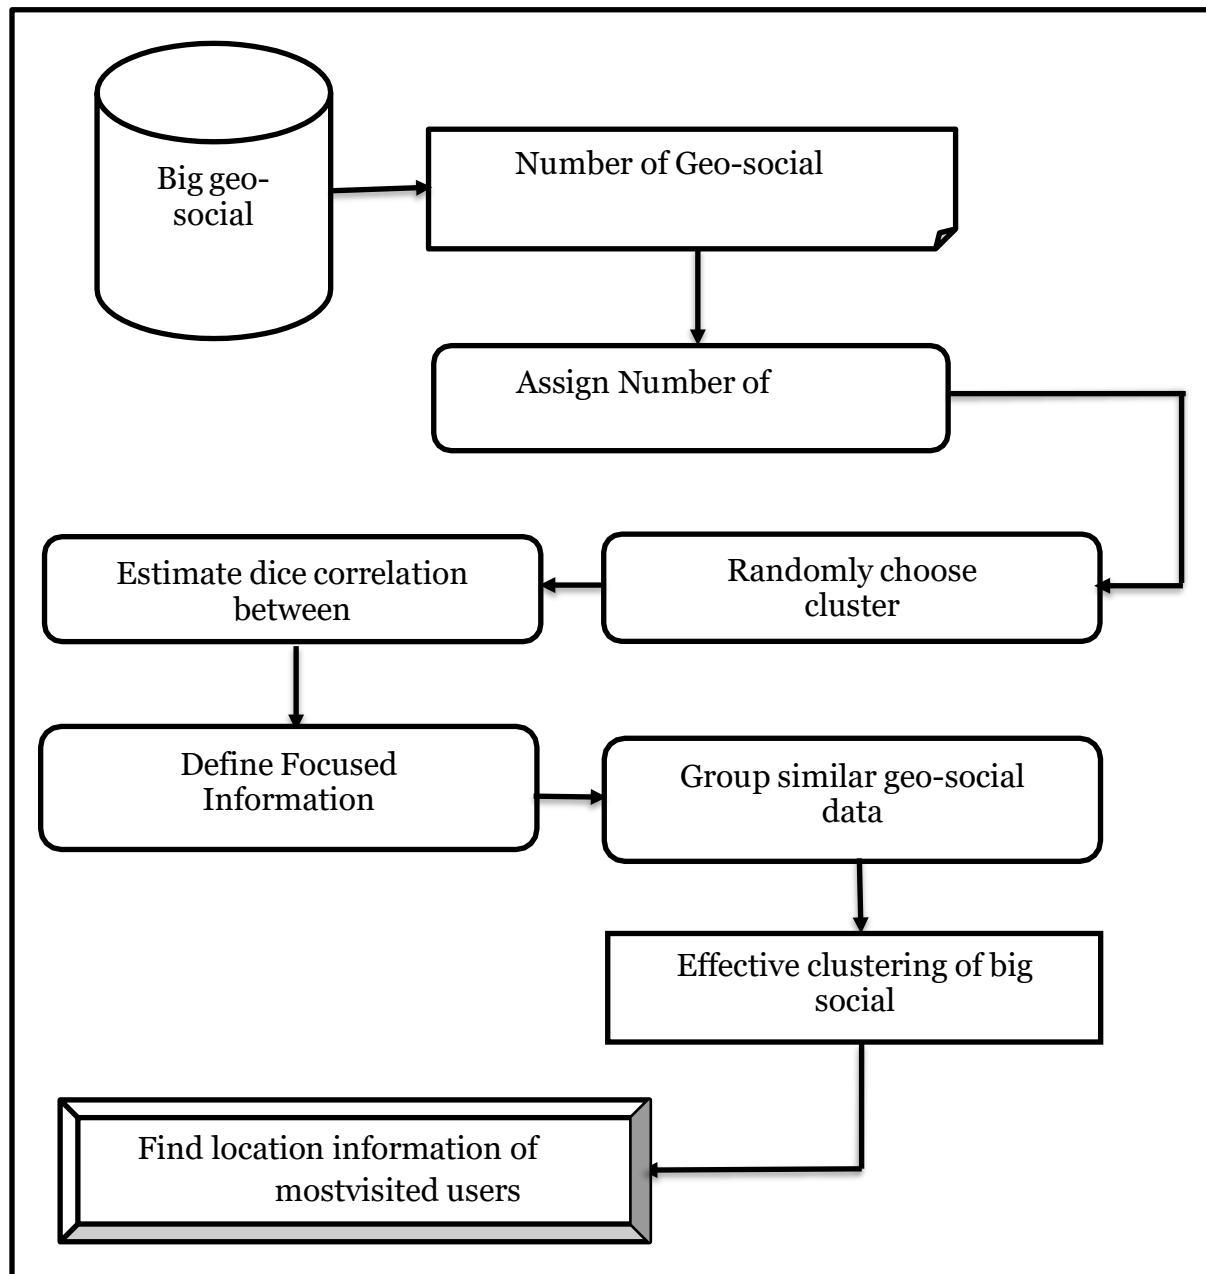 Big geo-
social
Number of Geo-social
Assign Number of
Randomly choose
cluster
Estimate dice correlation
between
Define Focused
Information
Group similar geo-social
data
Effective clustering of big
social
Find location information of
mostvisited users